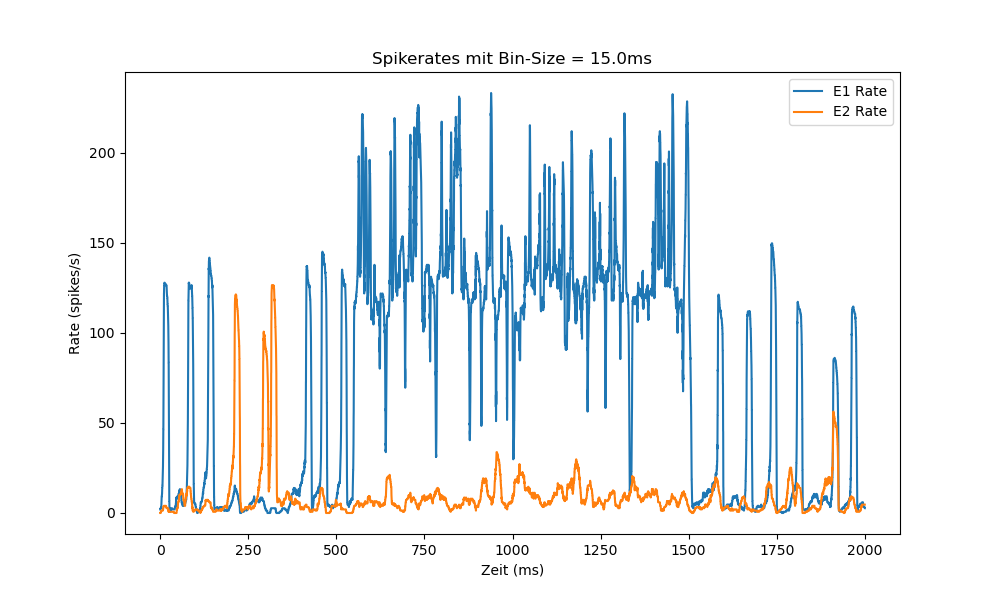 Spikerates mit Bin-Size = 15.0ms
E1 Rate
E2 Rate
Rate (spikes/s)
200
150
100
50
0
0 250 500 750 1000 1250 1500 1750 2000
Zeit (ms)